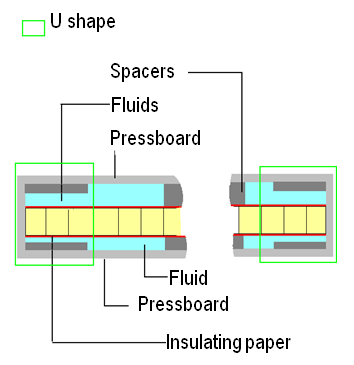 U shape
Spacers
Fluids
Pressboard
Fluid
Pressboard
Insulating paper